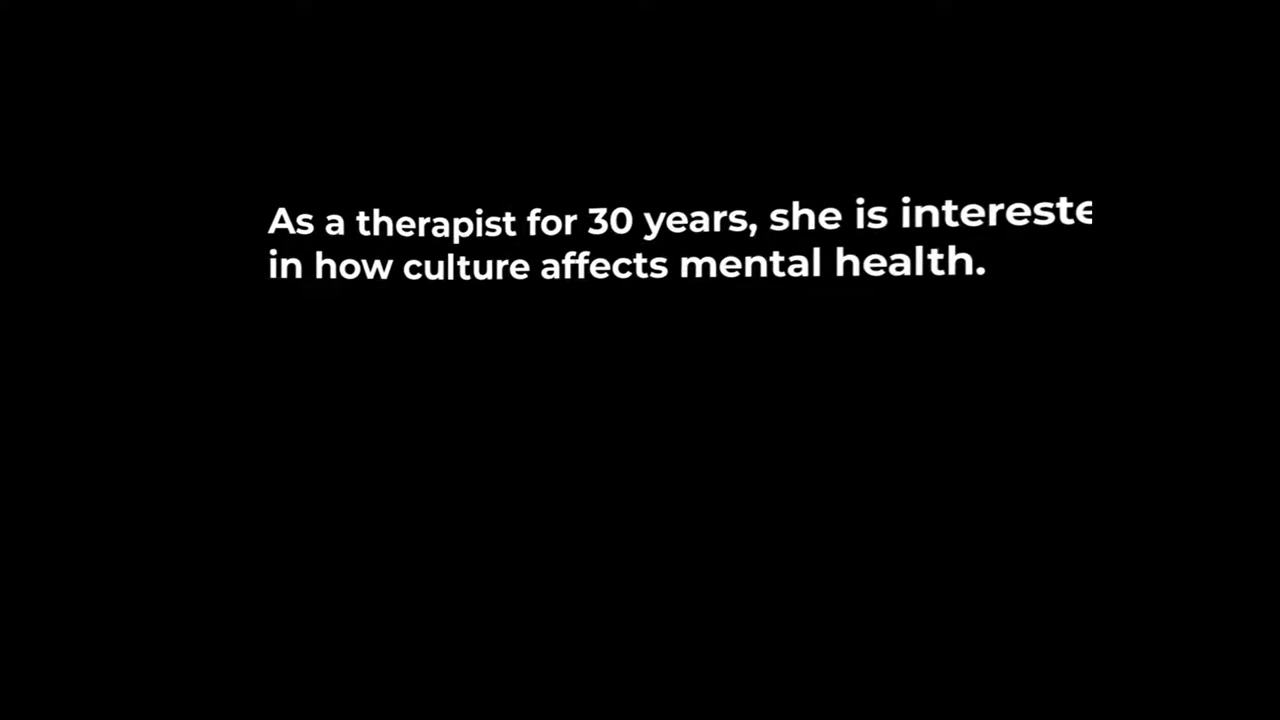 As a therapist for 30 years, she is intereste
in how culture affects mental health.